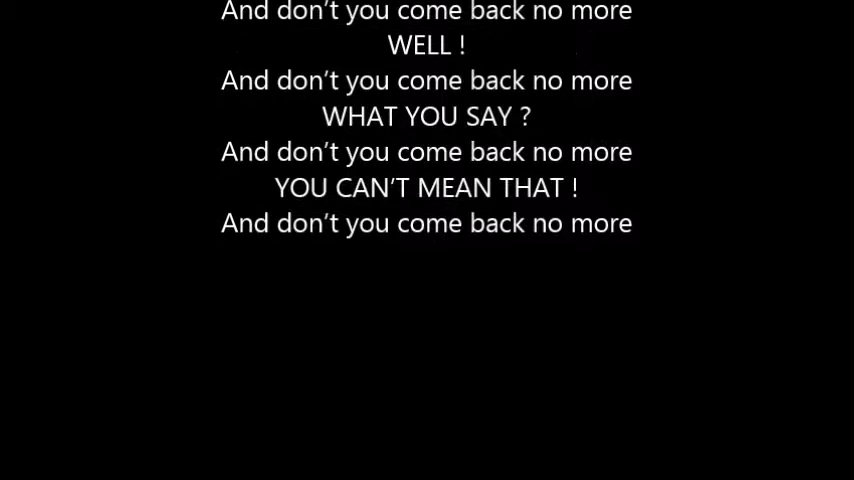 And don’t you come back no more
WELL !
And don’t you come back no more
WHAT YOU SAY ?
And don’t you come back no more
YOU CAN’T MEAN THAT !
And don’t you come back no more